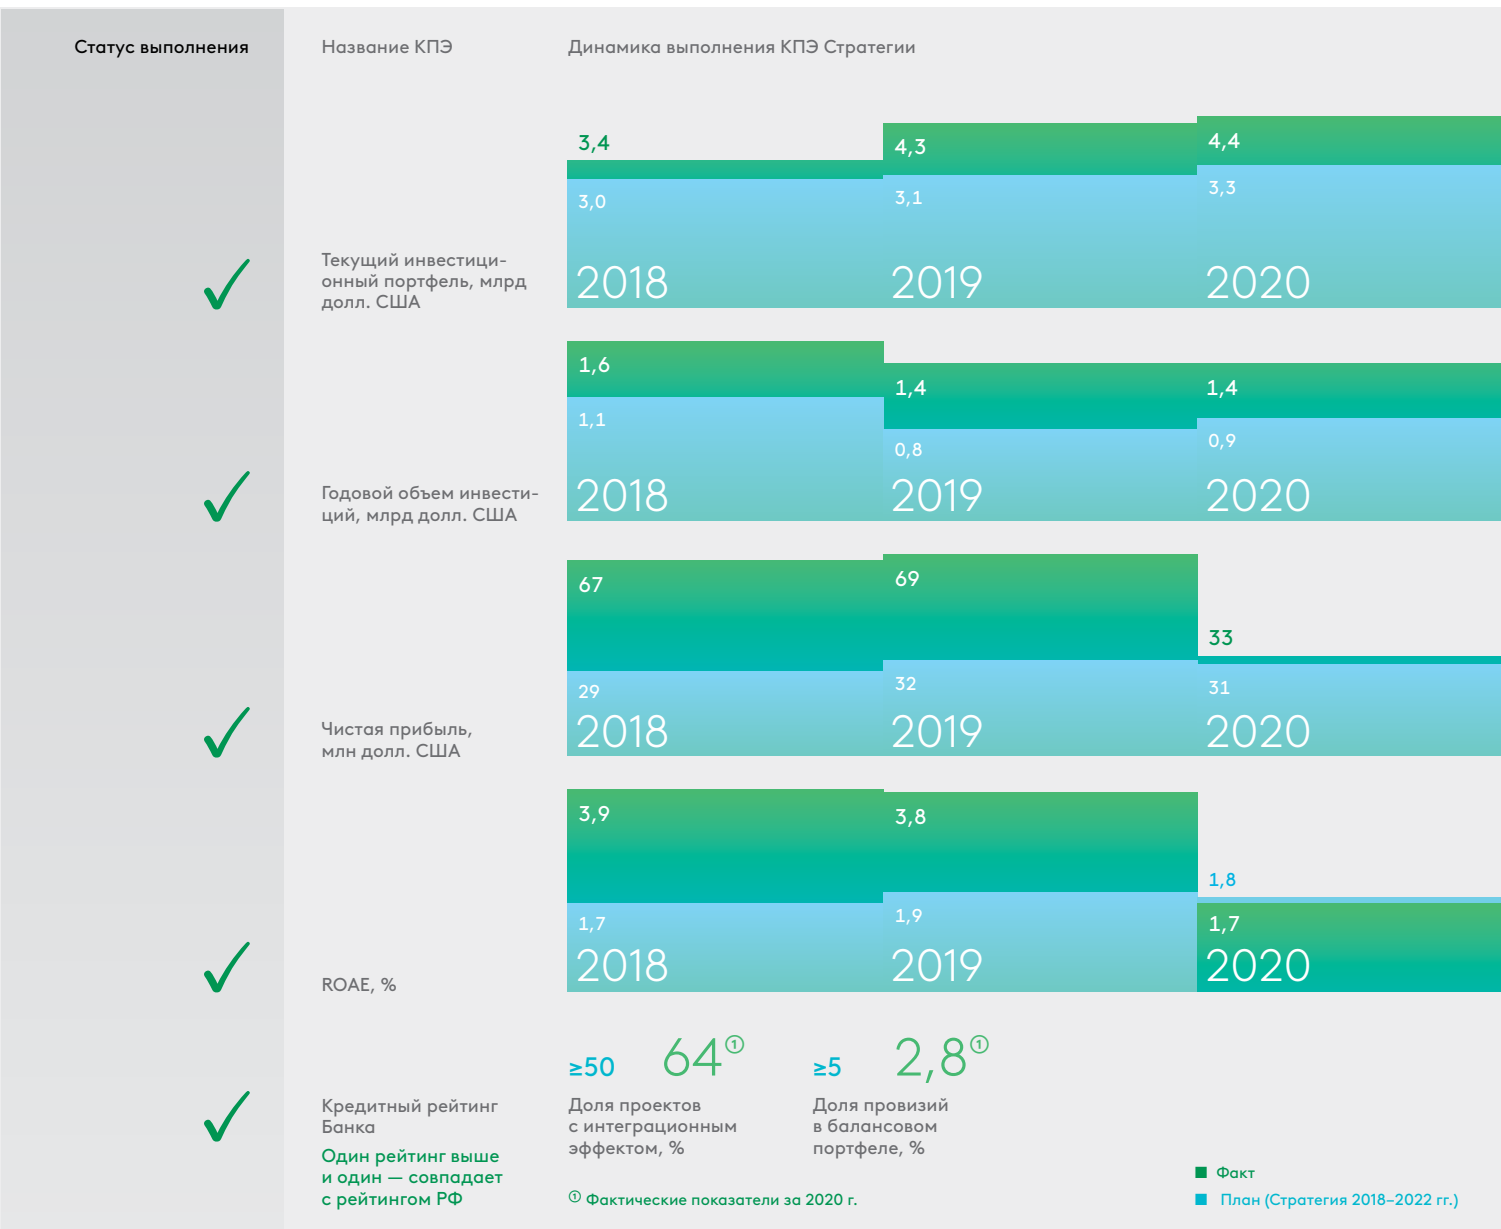 Статус выполнения
Название КПЭ
Динамика выполнения КПЭ Стратегии
Текущий инвестици-
онный портфель, млрд
долл. США
3,4
3,0
2018
4,3
3,1
2019
4,4
3,3
2020
Годовой объем инвести-
ций, млрд долл. США
1,6
1,1
2018
1,4
0,8
2019
1,4
0,9
2020
Чистая прибыль,
млн долл. США
67
29
2018
69
32
2019
33
31
2020
ROAE, %
3,9
1,7
2018
3,8
1,9
2019
1,8
1,7
2020
Кредитный рейтинг
Банка
Один рейтинг выше
и один — совпадает
с рейтингом РФ
≥50 64①
Доля проектов
с интеграционным
эффектом, %
≥5 2,8①
Доля провизий
в балансовом
портфеле, %
① Фактические показатели за 2020 г.
Факт
План (Стратегия 2018–2022 гг.)